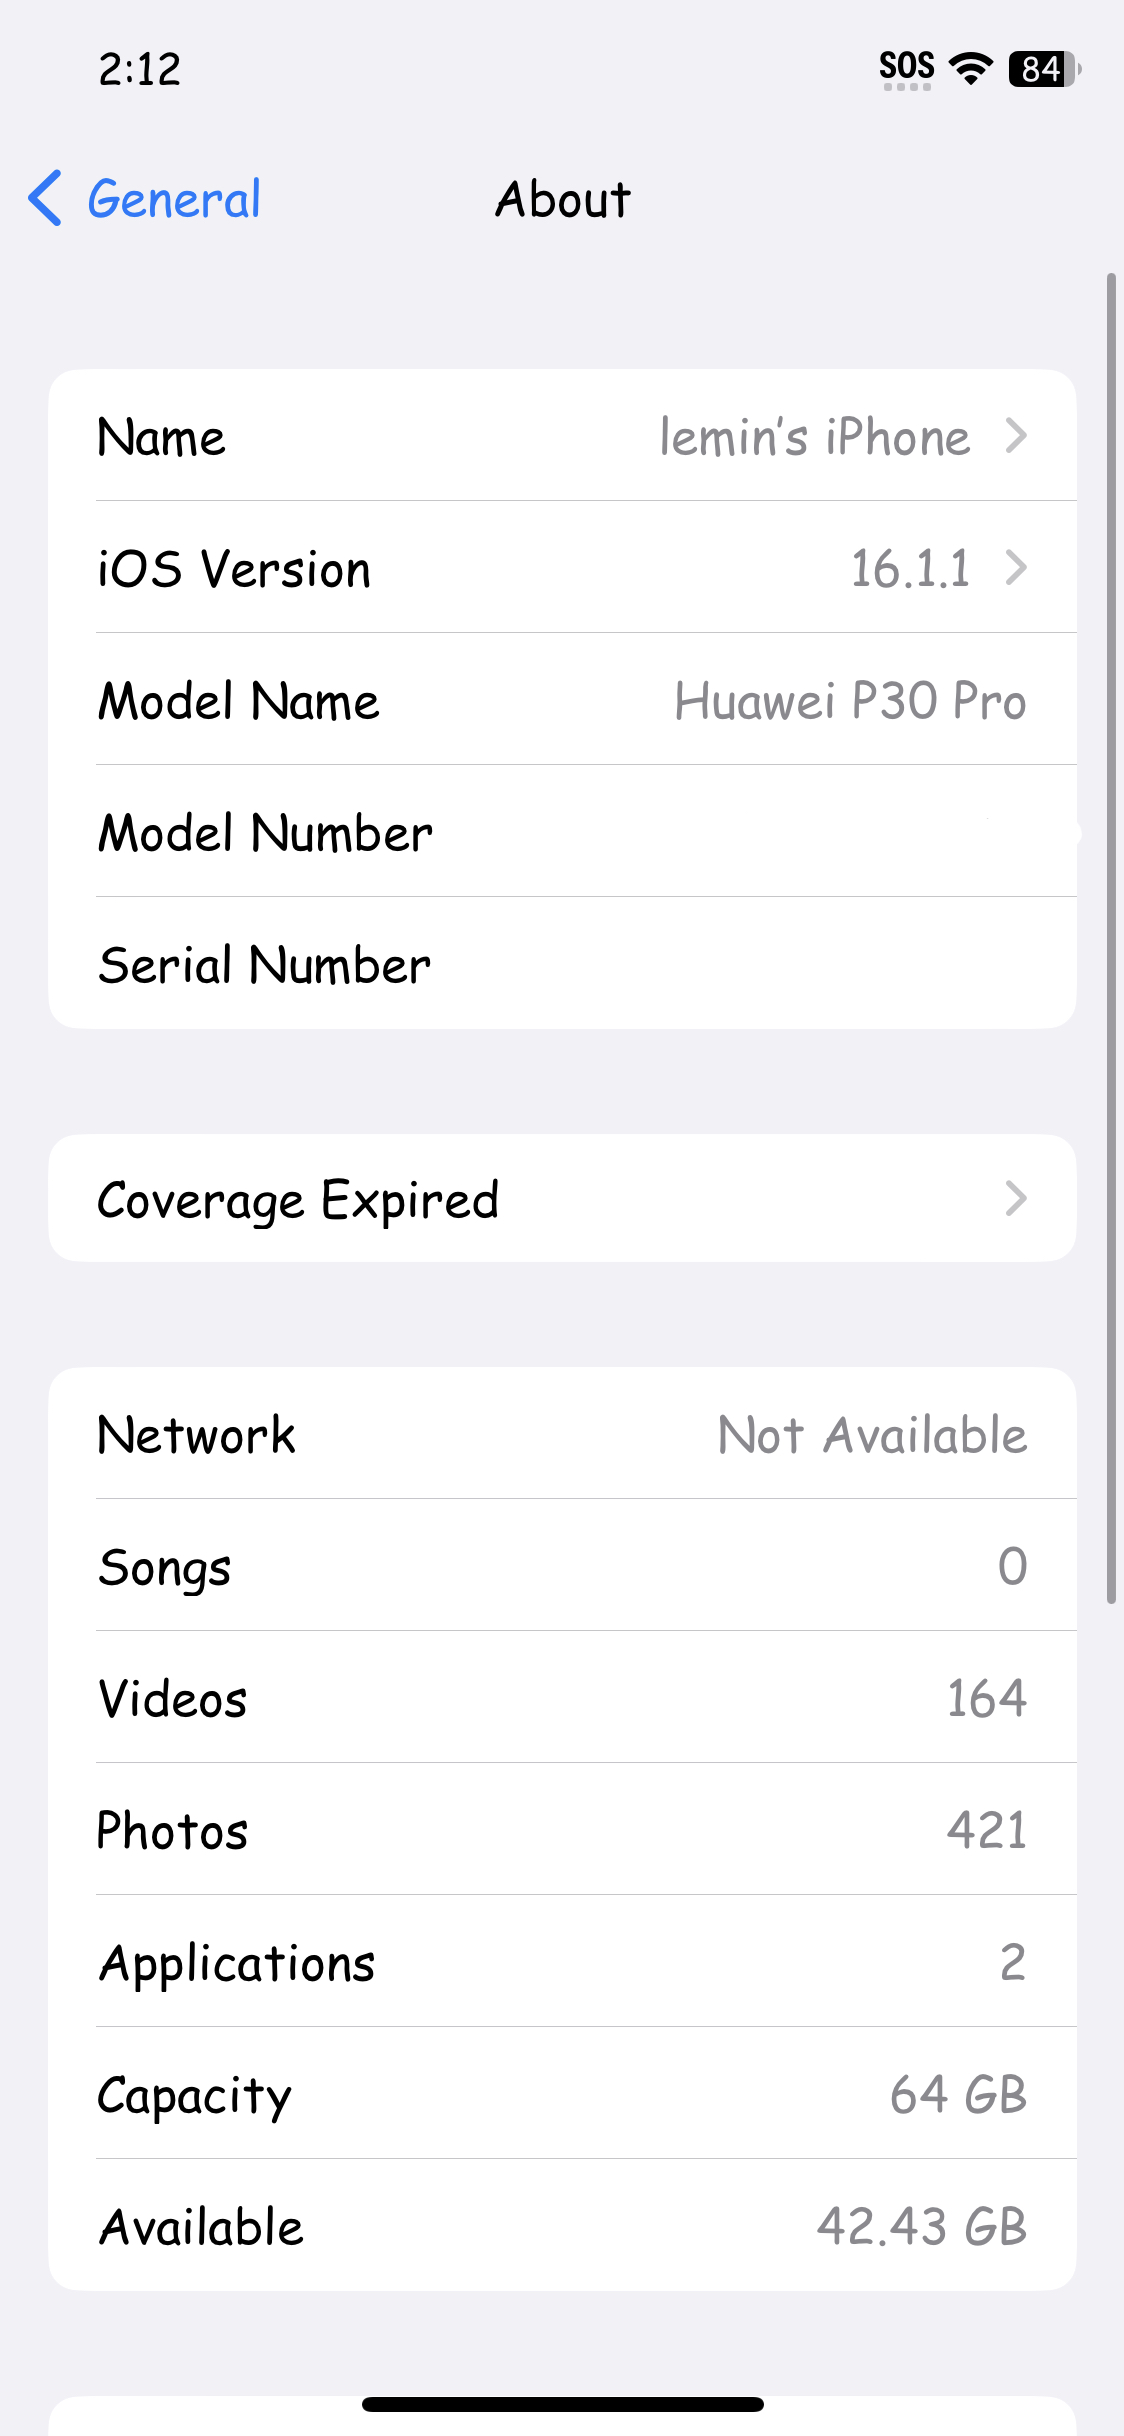 2:12 SOS 84
General About
Name lemin's iPhone
iOS Version 16.1.1
Model Name Huawei P30 Pro
Model Number
Serial Number
Coverage Expired
Network Not Available
Songs 0
Videos 164
Photos 421
Applications 2
Capacity 64 GB
Available 42.43 GB